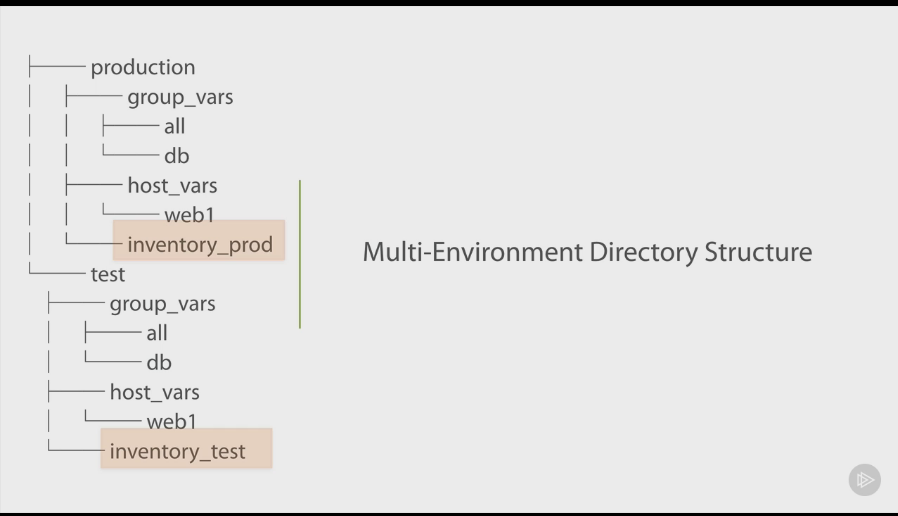 production
group_vars
all
db
host_vars
web1
inventory_prod
test
group_vars
all
db
host_vars
web1
inventory_test
Multi-Environment Directory Structure